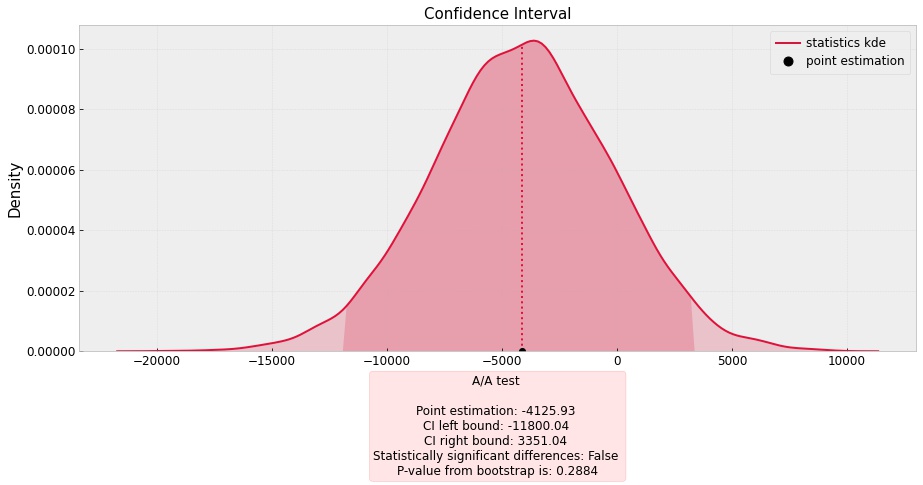 Confidence Interval
statistics kde
point estimation
Density
0.00010
0.00008
0.00006
0.00004
0.00002
0.00000
−20000 −15000 −10000 −5000 0 5000 10000
A/A test
Point estimation: -4125.93
CI left bound: -11800.04
CI right bound: 3351.04
Statistically significant differences: False
P-value from bootstrap is: 0.2884